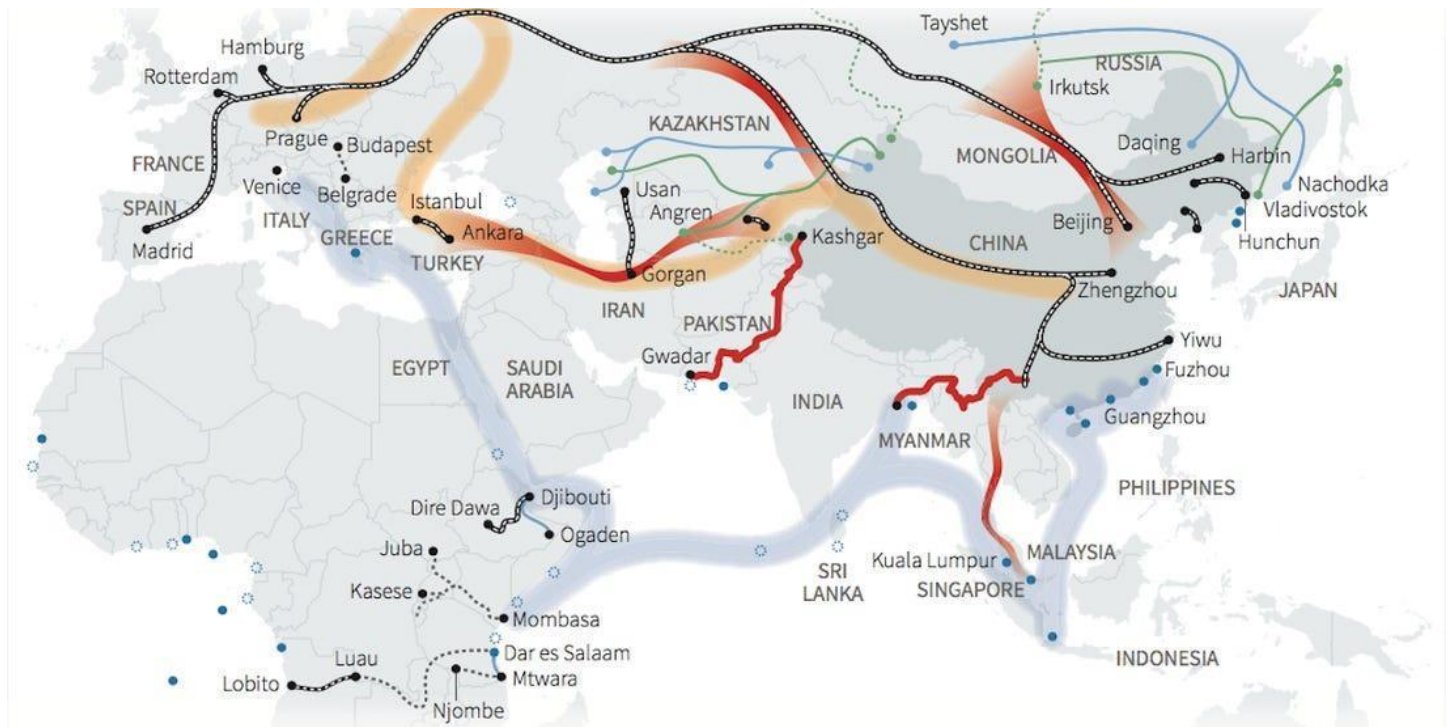 Tayshet
Hamburg
Rotterdam
RUSSIA
Irkutsk
KAZAKHSTAN
Prague
Budapest
Daqing
Harbin
FRANCE
MONGOLIA
Venice
Belgrade
Usan
Nachodka
SPAIN
ITALY
Istanbul
Angren
Vladivostok
Beijing
GREECE
Ankara
Kashgar
CHINA
Hunchun
Madrid
TURKEY
Gorgan
Zhengzhou
JAPAN
IRAN
PAKISTAN
Yiwu
Gwadar
EGYPT
SAUDI
ARABIA
Fuzhou
INDIA
Guangzhou
MYANMAR
PHILIPPINES
Djibouti
Dire Dawa
Ogaden
Juba
MALAYSIA
Kuala Lumpur
SRI
LANKA
Kasese
SINGAPORE
Mombasa
Dar es Salaam
Luau
INDONESIA
Lobito
Mtwara
Njombe